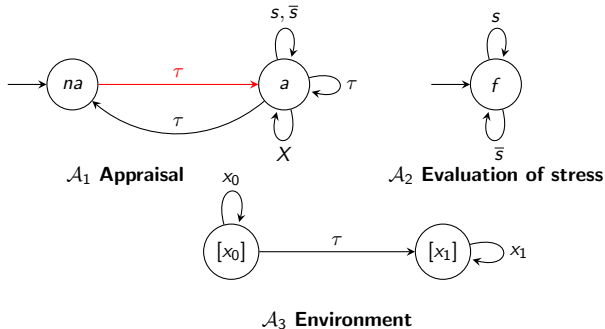 s, s̅
s
τ
na
a
τ
f
τ
X
s̅
𝒜₁ Appraisal
𝒜₂ Evaluation of stress
x₀
[x₀]
τ
[x₁]
x₁
𝒜₃ Environment